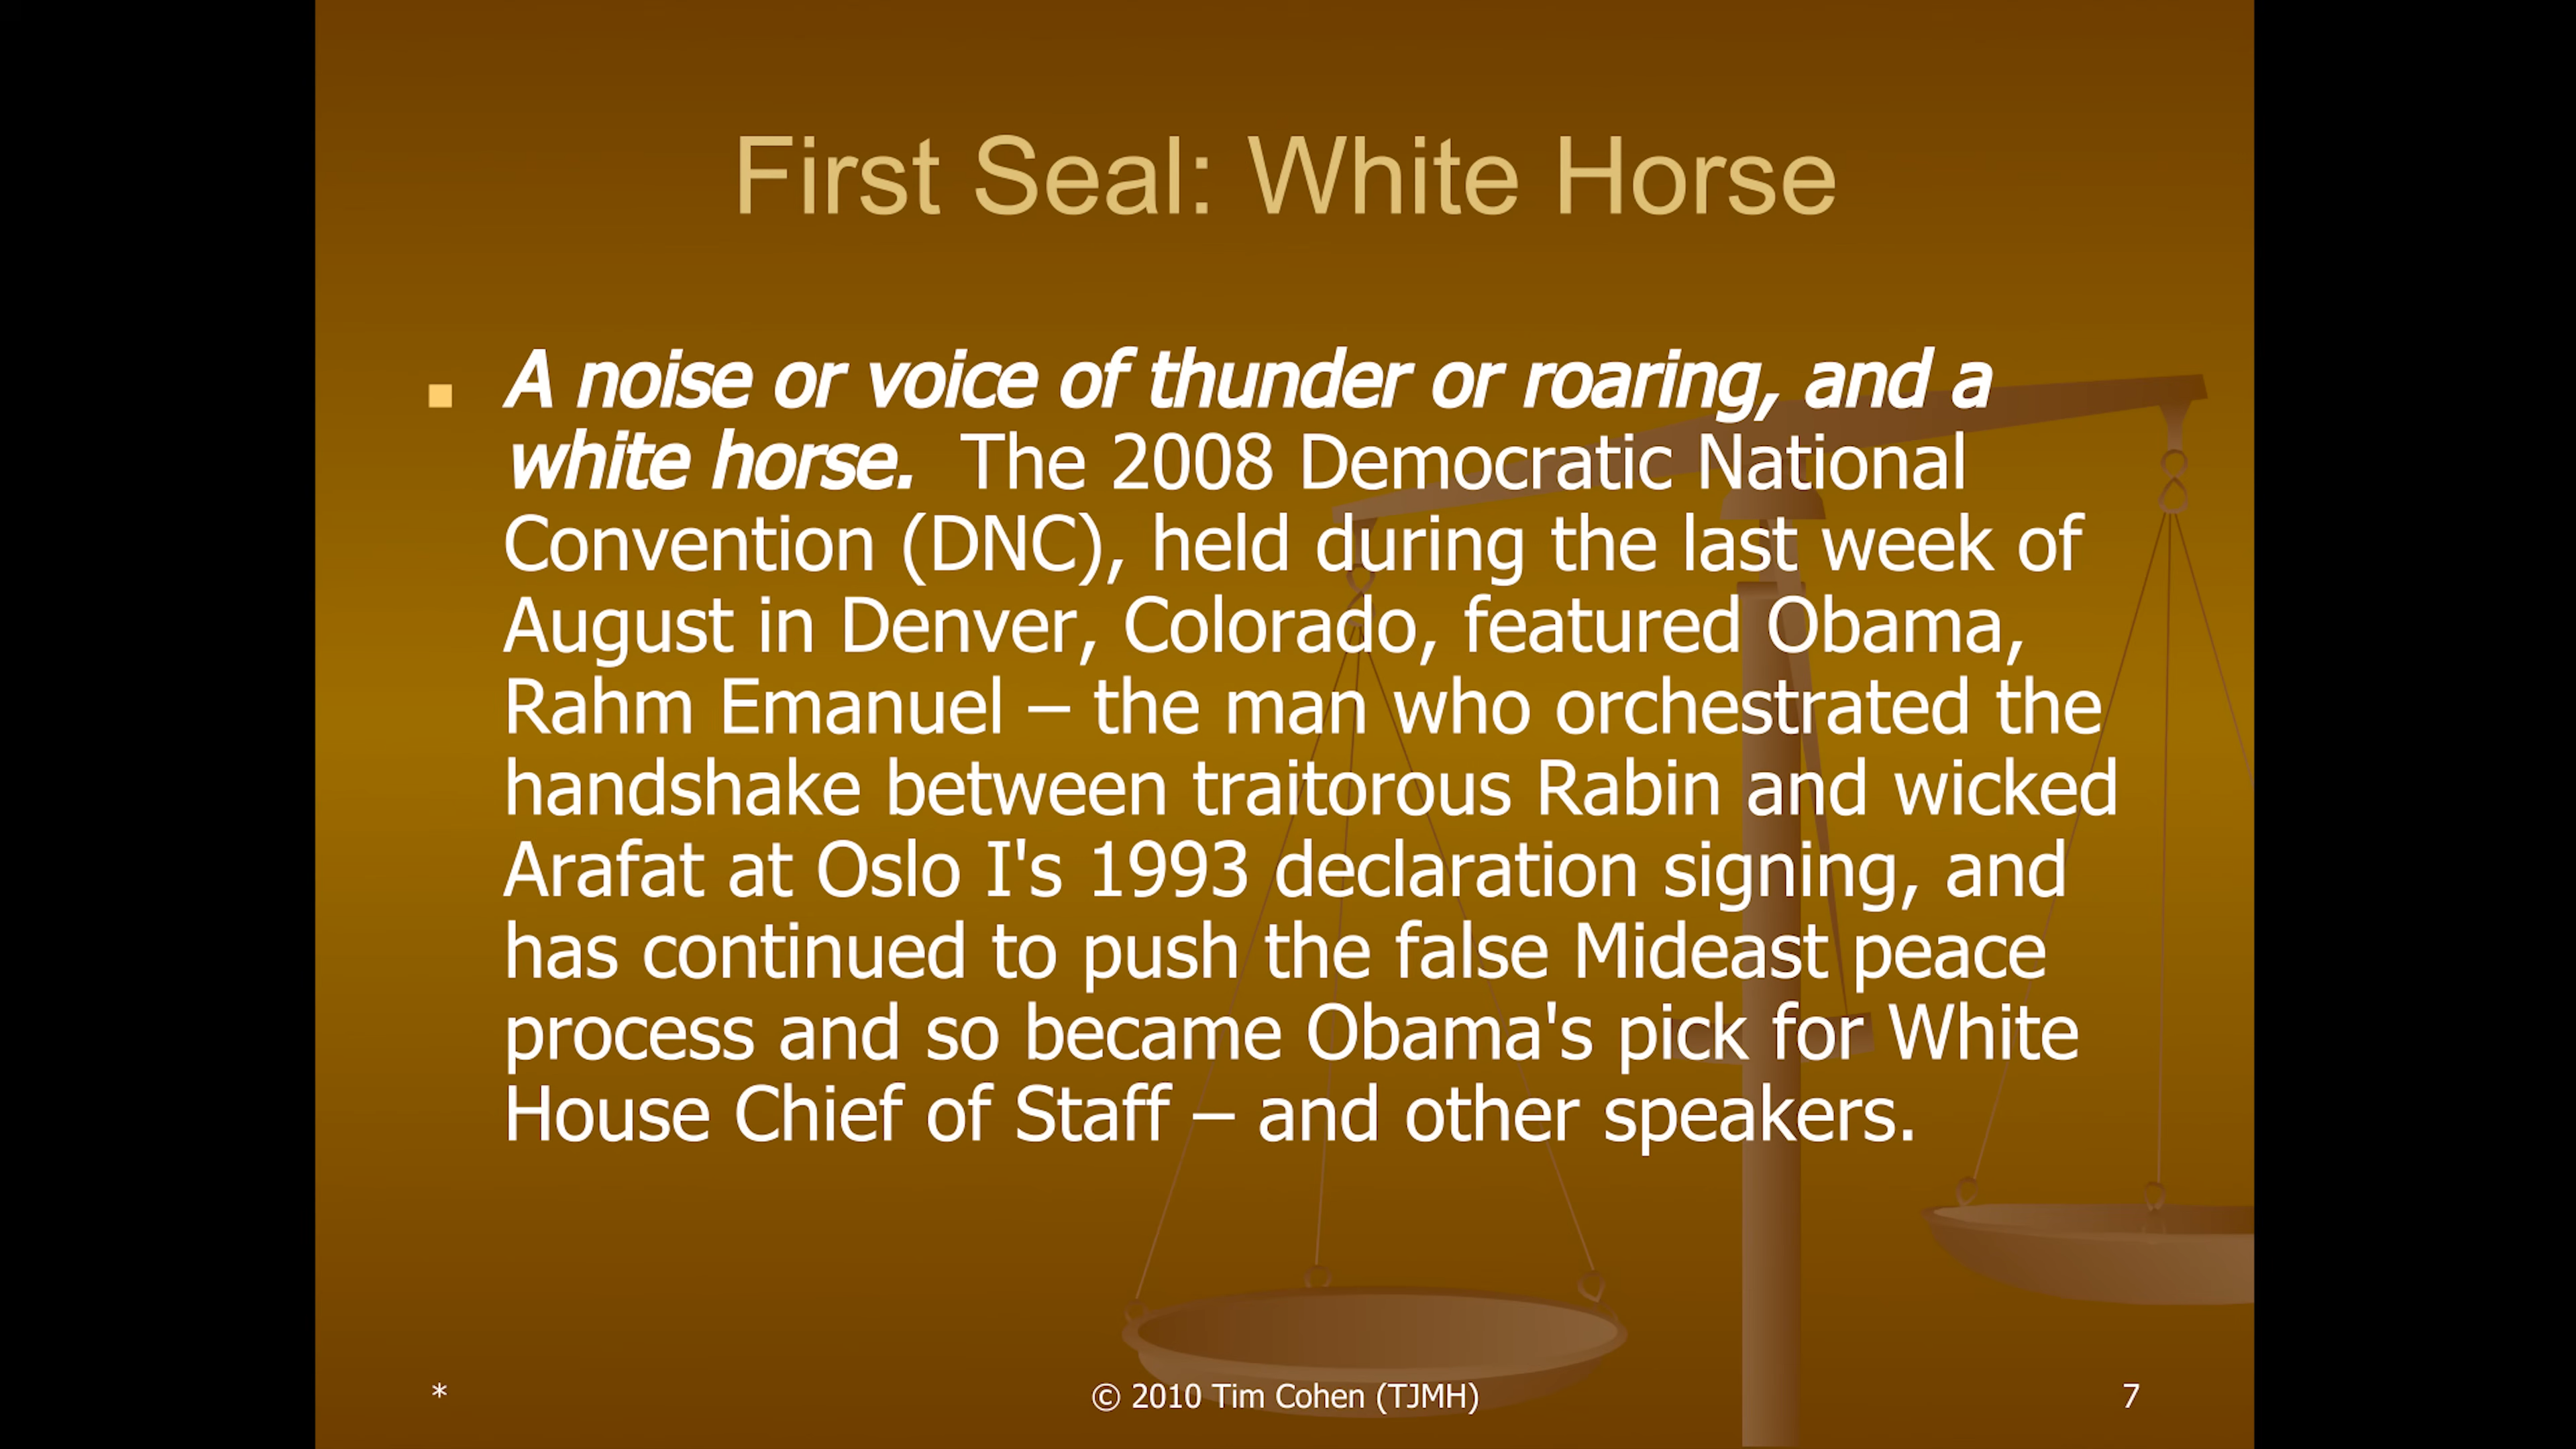 First Seal: White Horse
A noise or voice of thunder or roaring, and a
white horse.  The 2008 Democratic National
Convention (DNC), held during the last week of
August in Denver, Colorado, featured Obama,
Rahm Emanuel – the man who orchestrated the
handshake between traitorous Rabin and wicked
Arafat at Oslo I's 1993 declaration signing, and
has continued to push the false Mideast peace
process and so became Obama's pick for White
House Chief of Staff – and other speakers.
* © 2010 Tim Cohen (TJMH) 7